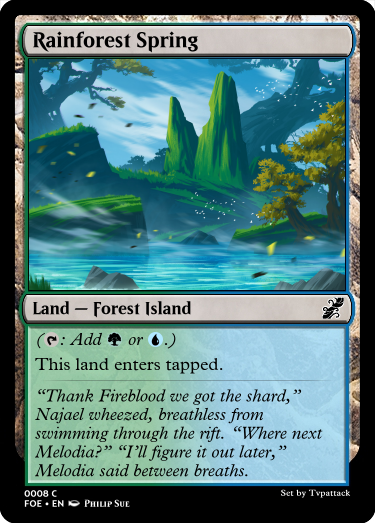 Rainforest Spring
Land — Forest Island
(: Add or .)
This land enters tapped.
“Thank Fireblood we got the shard,”
Najael wheezed, breathless from
swimming through the rift. “Where next
Melodia?” “I’ll figure it out later,”
Melodia said between breaths.
0008 C
FOE • EN Philip Sue
Set by Tvpattack